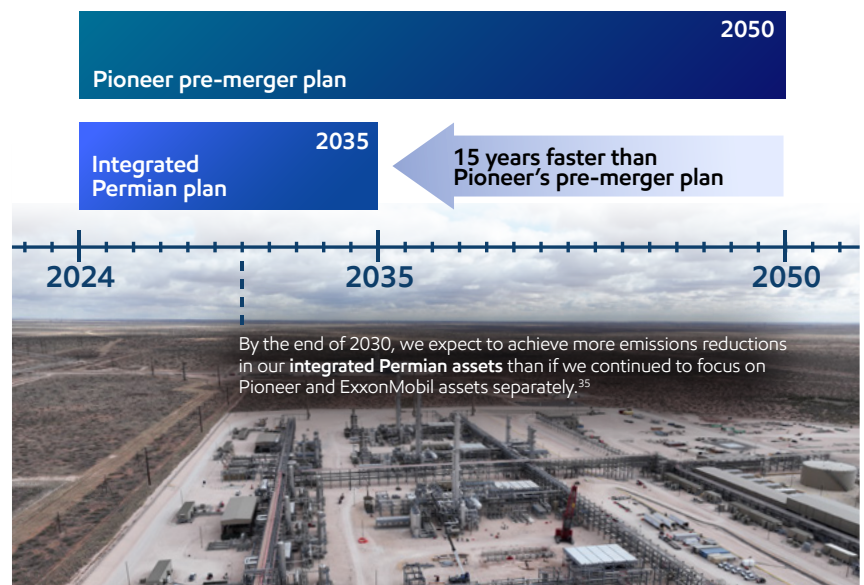 2050
Pioneer pre-merger plan
2035
Integrated
Permian plan
15 years faster than
Pioneer's pre-merger plan
2024
2035
2050
By the end of 2030, we expect to achieve more emissions reductions
in our integrated Permian assets than if we continued to focus on
Pioneer and ExxonMobil assets separately.35